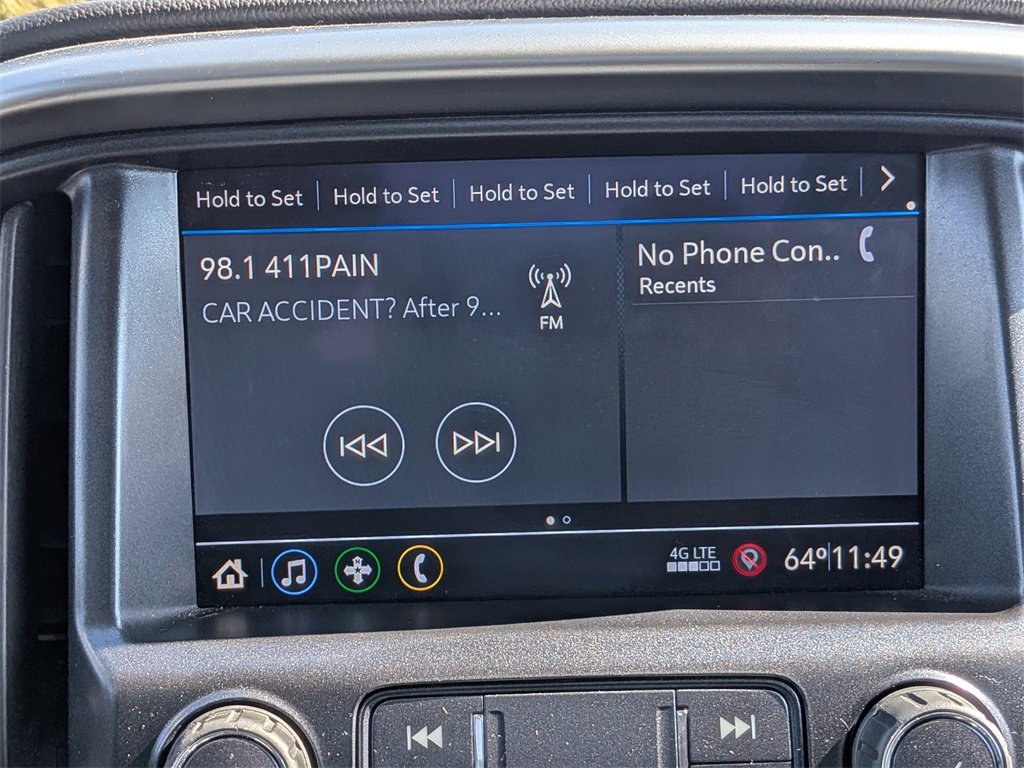 Hold to Set Hold to Set Hold to Set Hold to Set Hold to Set
98.1 411PAIN
CAR ACCIDENT? After 9...
FM
No Phone Con..
Recents
4G LTE
64º 11:49